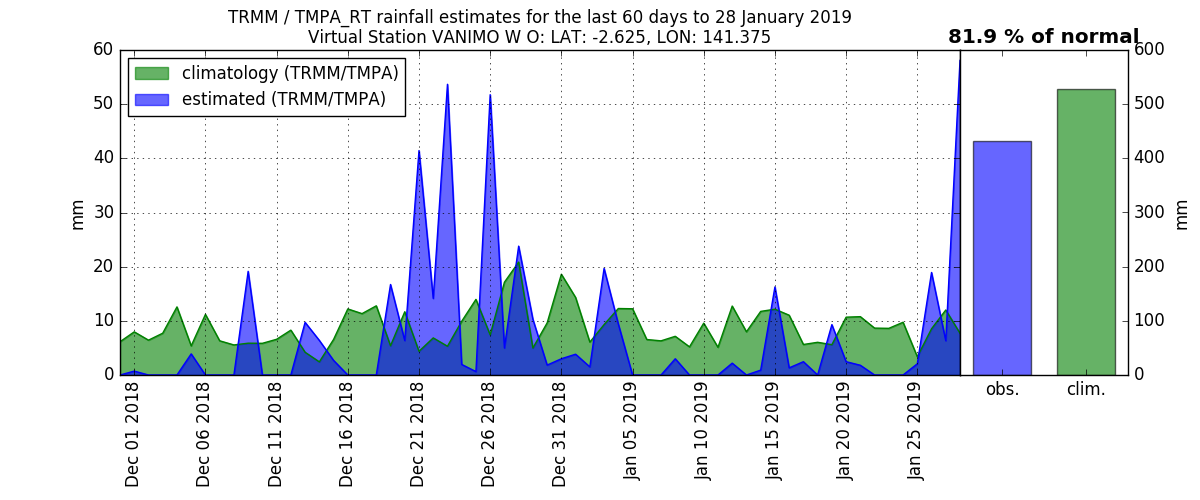 TRMM / TMPA_RT rainfall estimates for the last 60 days to 28 January 2019
Virtual Station VANIMO W O: LAT: -2.625, LON: 141.375
81.9 % of normal
climatology (TRMM/TMPA)
estimated (TRMM/TMPA)
mm
60
50
40
30
20
10
0
Dec 01 2018
Dec 06 2018
Dec 11 2018
Dec 16 2018
Dec 21 2018
Dec 26 2018
Dec 31 2018
Jan 05 2019
Jan 10 2019
Jan 15 2019
Jan 20 2019
Jan 25 2019
obs.
clim.
600
500
400
300
200
100
0
mm